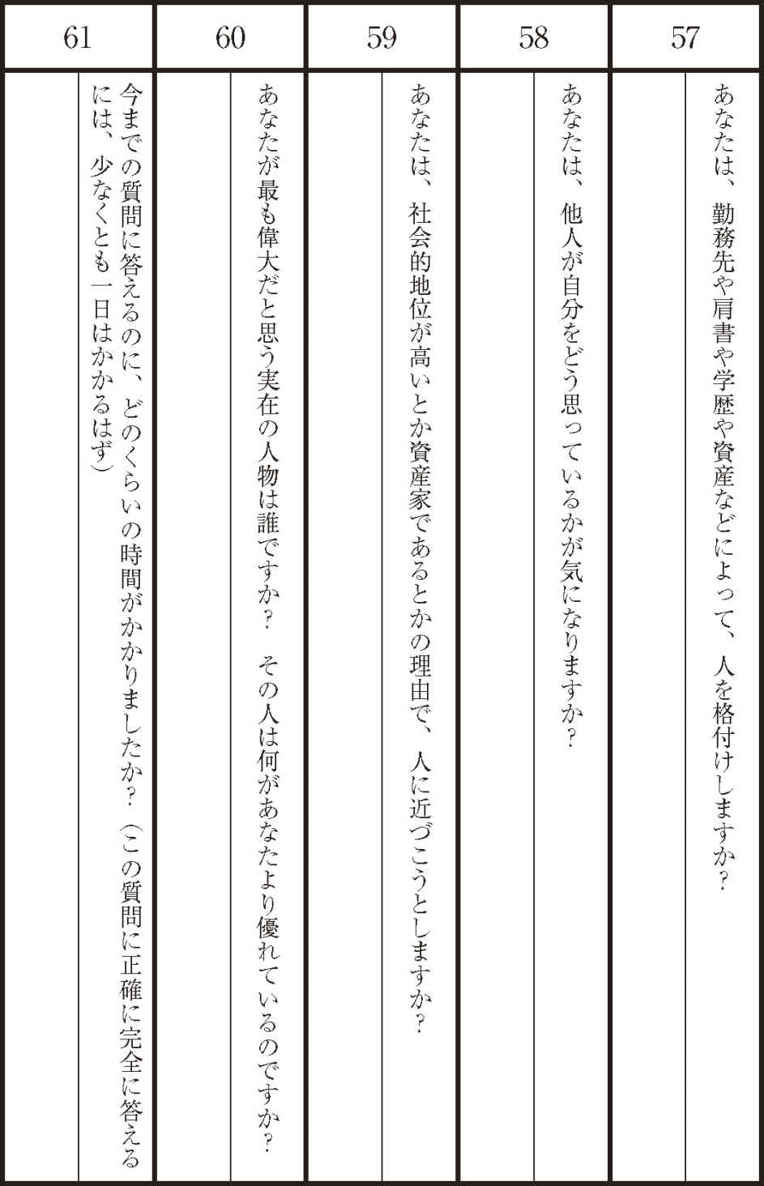 57
あなたは、勤務先や肩書や学歴や資産などによって、人を格付けしますか？
58
あなたは、他人が自分をどう思っているかが気になりますか？
59
あなたは、社会的地位が高いとか資産家であるとかの理由で、人に近づこうとしますか？
60
あなたが最も偉大だと思う実在の人物は誰ですか？　その人は何があなたより優れているのですか？
61
今までの質問に答えるのに、どのくらいの時間がかかりましたか？（この質問に正確に完全に答える
には、少なくとも一日はかかるはず）